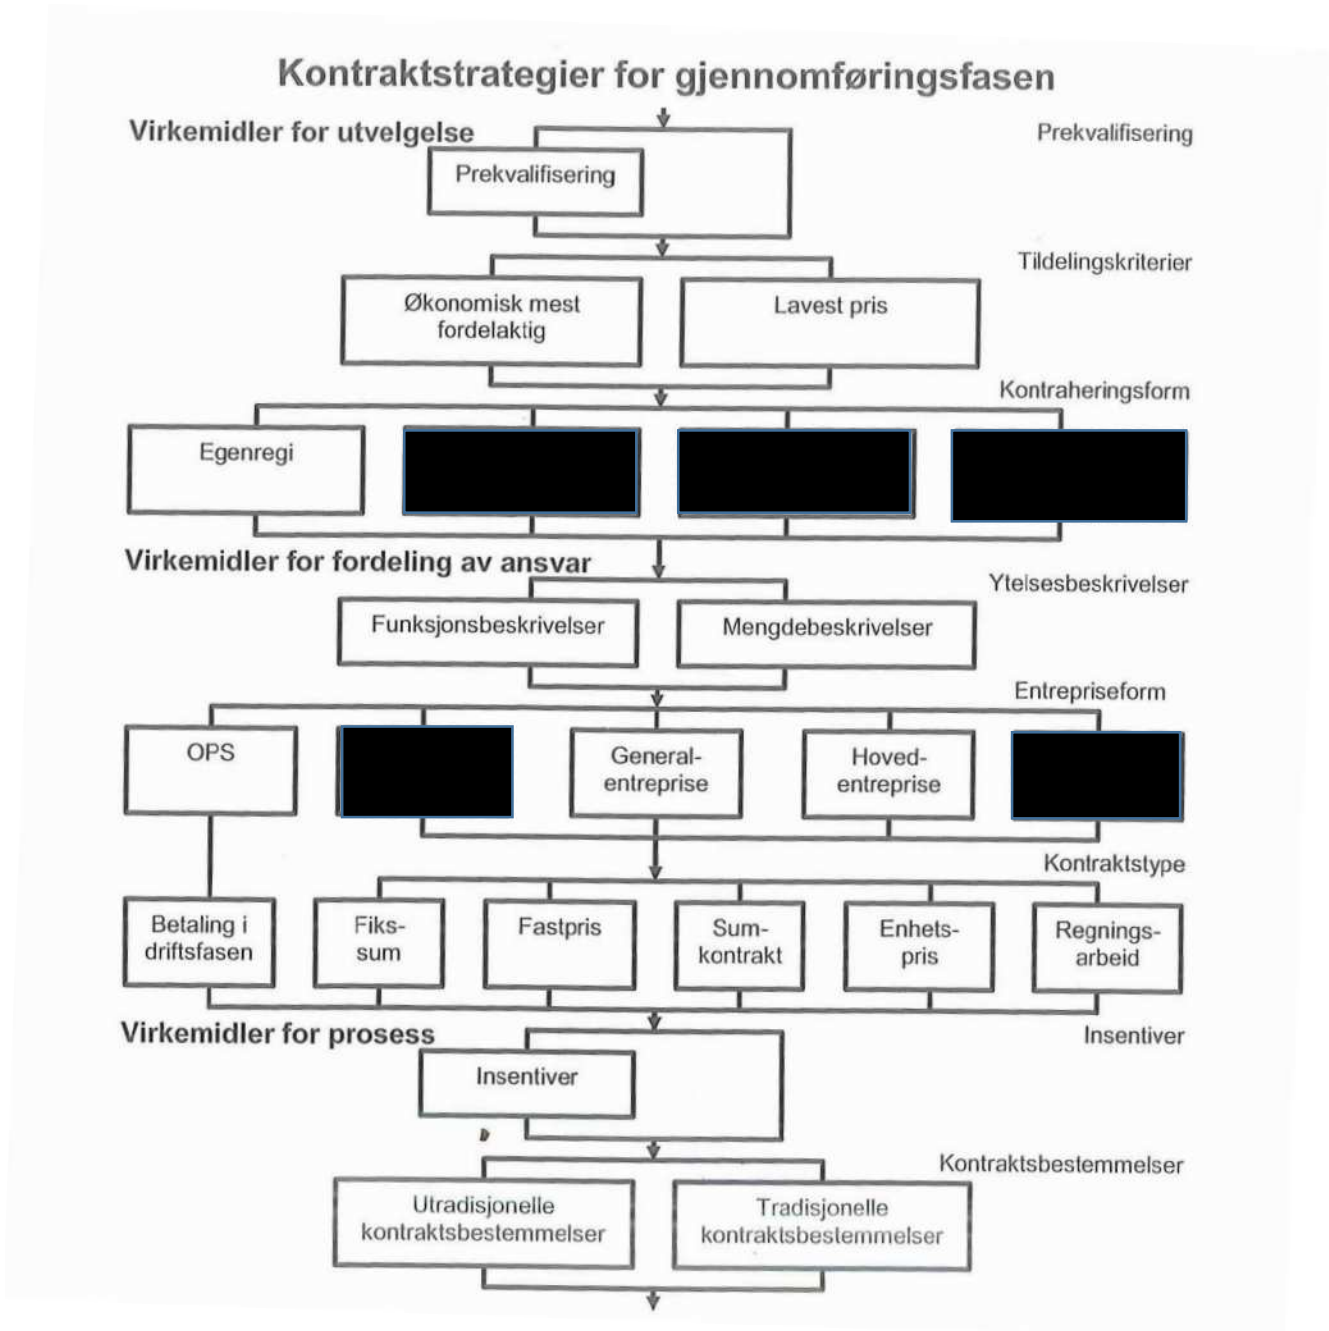 Kontraktstrategier for gjennomføringsfasen
Virkemidler for utvelgelse
Prekvalifisering
Prekvalifisering
Tildelingskriterier
Økonomisk mest
fordelaktig
Lavest pris
Kontraheringsform
Egenregi
Virkemidler for fordeling av ansvar
Ytelsesbeskrivelser
Funksjonsbeskrivelser
Mengdebeskrivelser
Entrepriseform
OPS
General-
entreprise
Hoved-
entreprise
Kontraktstype
Betaling i
driftsfasen
Fiks-
sum
Fastpris
Sum-
kontrakt
Enhets-
pris
Regnings-
arbeid
Virkemidler for prosess
Insentiver
Insentiver
Kontraktsbestemmelser
Utradisjonelle
kontraktsbestemmelser
Tradisjonelle
kontraktsbestemmelser